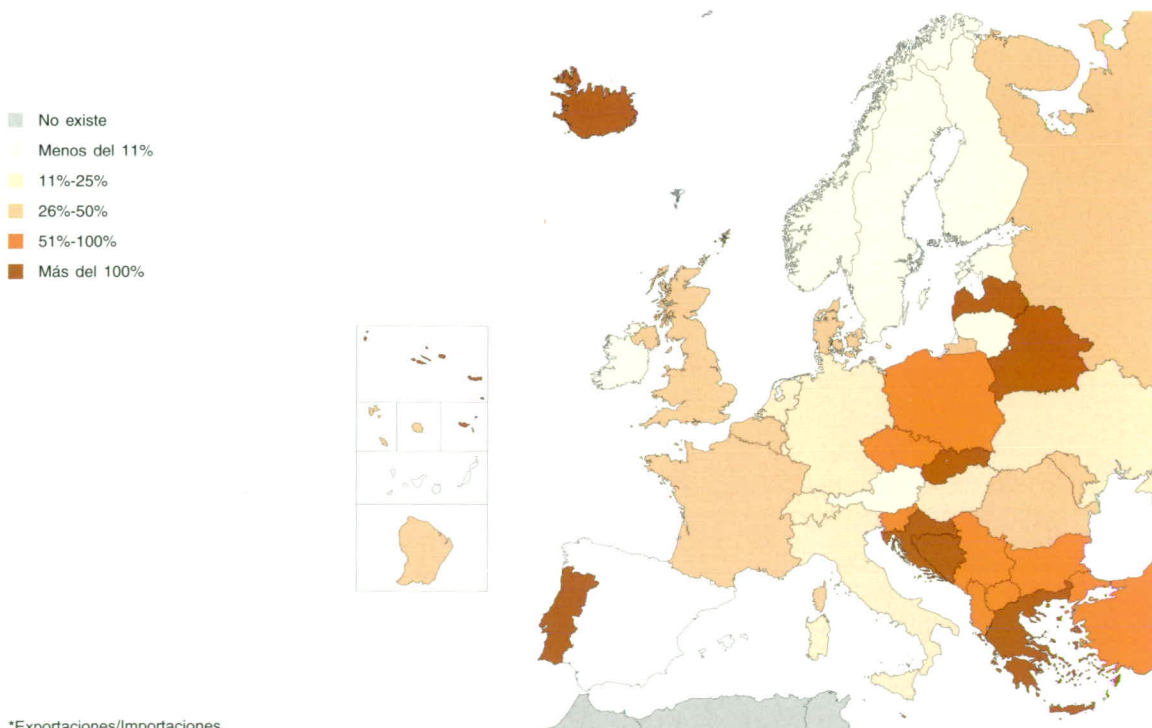 No existe
Menos del 11%
11%-25%
26%-50%
51%-100%
Más del 100%
*Exportaciones/Importaciones